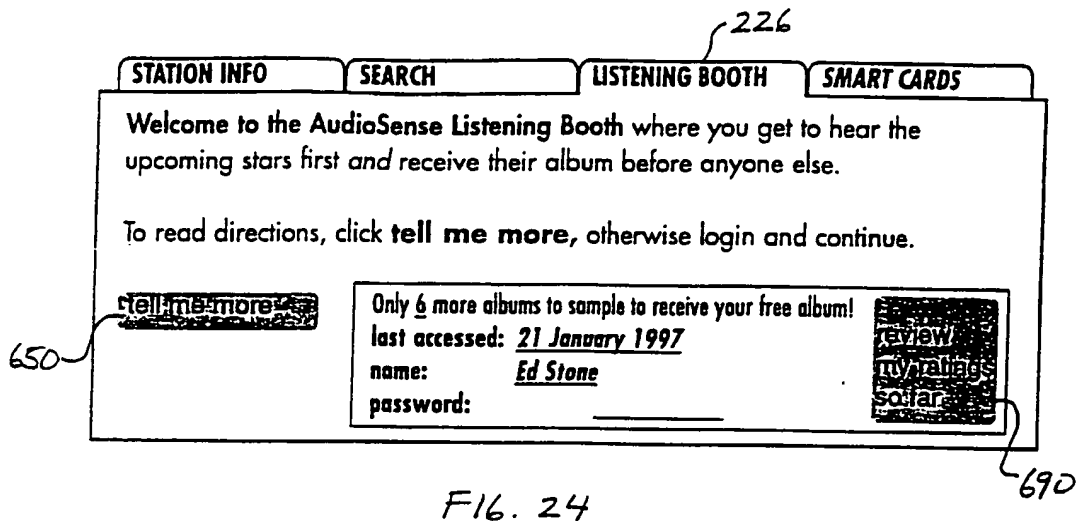 226
STATION INFO SEARCH LISTENING BOOTH SMART CARDS
Welcome to the AudioSense Listening Booth where you get to hear the
upcoming stars first and receive their album before anyone else.
To read directions, click tell me more, otherwise login and continue.
tell me more
650
Only 6 more albums to sample to receive your free album!
last accessed: 21 January 1997
name: Ed Stone
password:
review
my ratings
so far
690
FIG. 24